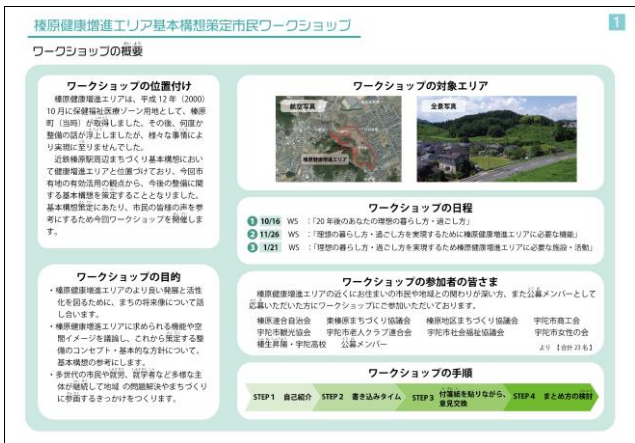 榛原健康増進エリア基本構想策定市民ワークショップ
1
ワークショップの概要
ワークショップの位置付け
榛原健康増進エリアは、平成12年（2000）
10月に保健福祉医療ゾーン用地として、榛原
町（当時）が取得しました。その後、何度か
整備の話が浮上しましたが、様々な事情によ
り実現に至りませんでした。
近鉄榛原駅周辺まちづくり基本構想におい
て健康増進エリアと位置づけており、今回市
有地の有効活用の観点から、今後の整備に関
する基本構想を策定することとなりました。
基本構想策定にあたり、市民の皆様の声を参
考にするため今回ワークショップを開催しま
す。
ワークショップの目的
・榛原健康増進エリアのより良い発展と活性
化を図るために、まちの将来像について話
し合います。
・榛原健康増進エリアに求められる機能や空
間イメージを議論し、これから策定する整
備のコンセプト・基本的な方針について、
基本構想の参考にします。
・多世代の市民や就労、就学者など多様な主
体が継続して地域 の問題解決やまちづくり
に参画するきっかけをつくります。
ワークショップの対象エリア
航空写真
榛原健康増進エリア
全景写真
ワークショップの日程
1 10/16 WS ：「20年後のあなたの理想の暮らし方・過ごし方」
2 11/26 WS ：「理想の暮らし方・過ごし方を実現するために榛原健康増進エリアに必要な機能」
3 1/21 WS ：「理想の暮らし方・過ごし方を実現するため榛原健康増進エリアに必要な施設・活動」
ワークショップの参加者の皆さま
榛原健康増進エリアの近くにお住まいの市民や地域との関わりが深い方、また公募メンバーとして
応募いただいた方にワークショップにご参加いただいております。
榛原連合自治会 東榛原まちづくり協議会 榛原地区まちづくり協議会 宇陀市商工会
宇陀市観光協会 宇陀市老人クラブ連合会 宇陀市社会福祉協議会 宇陀市女性の会
榛生昇陽・宇陀高校 公募メンバー
より 【合計23名】
ワークショップの手順
STEP 1 自己紹介 STEP 2 書き込みタイム STEP 3 付箋紙を貼りながら、意見交換 STEP 4 まとめ方の検討